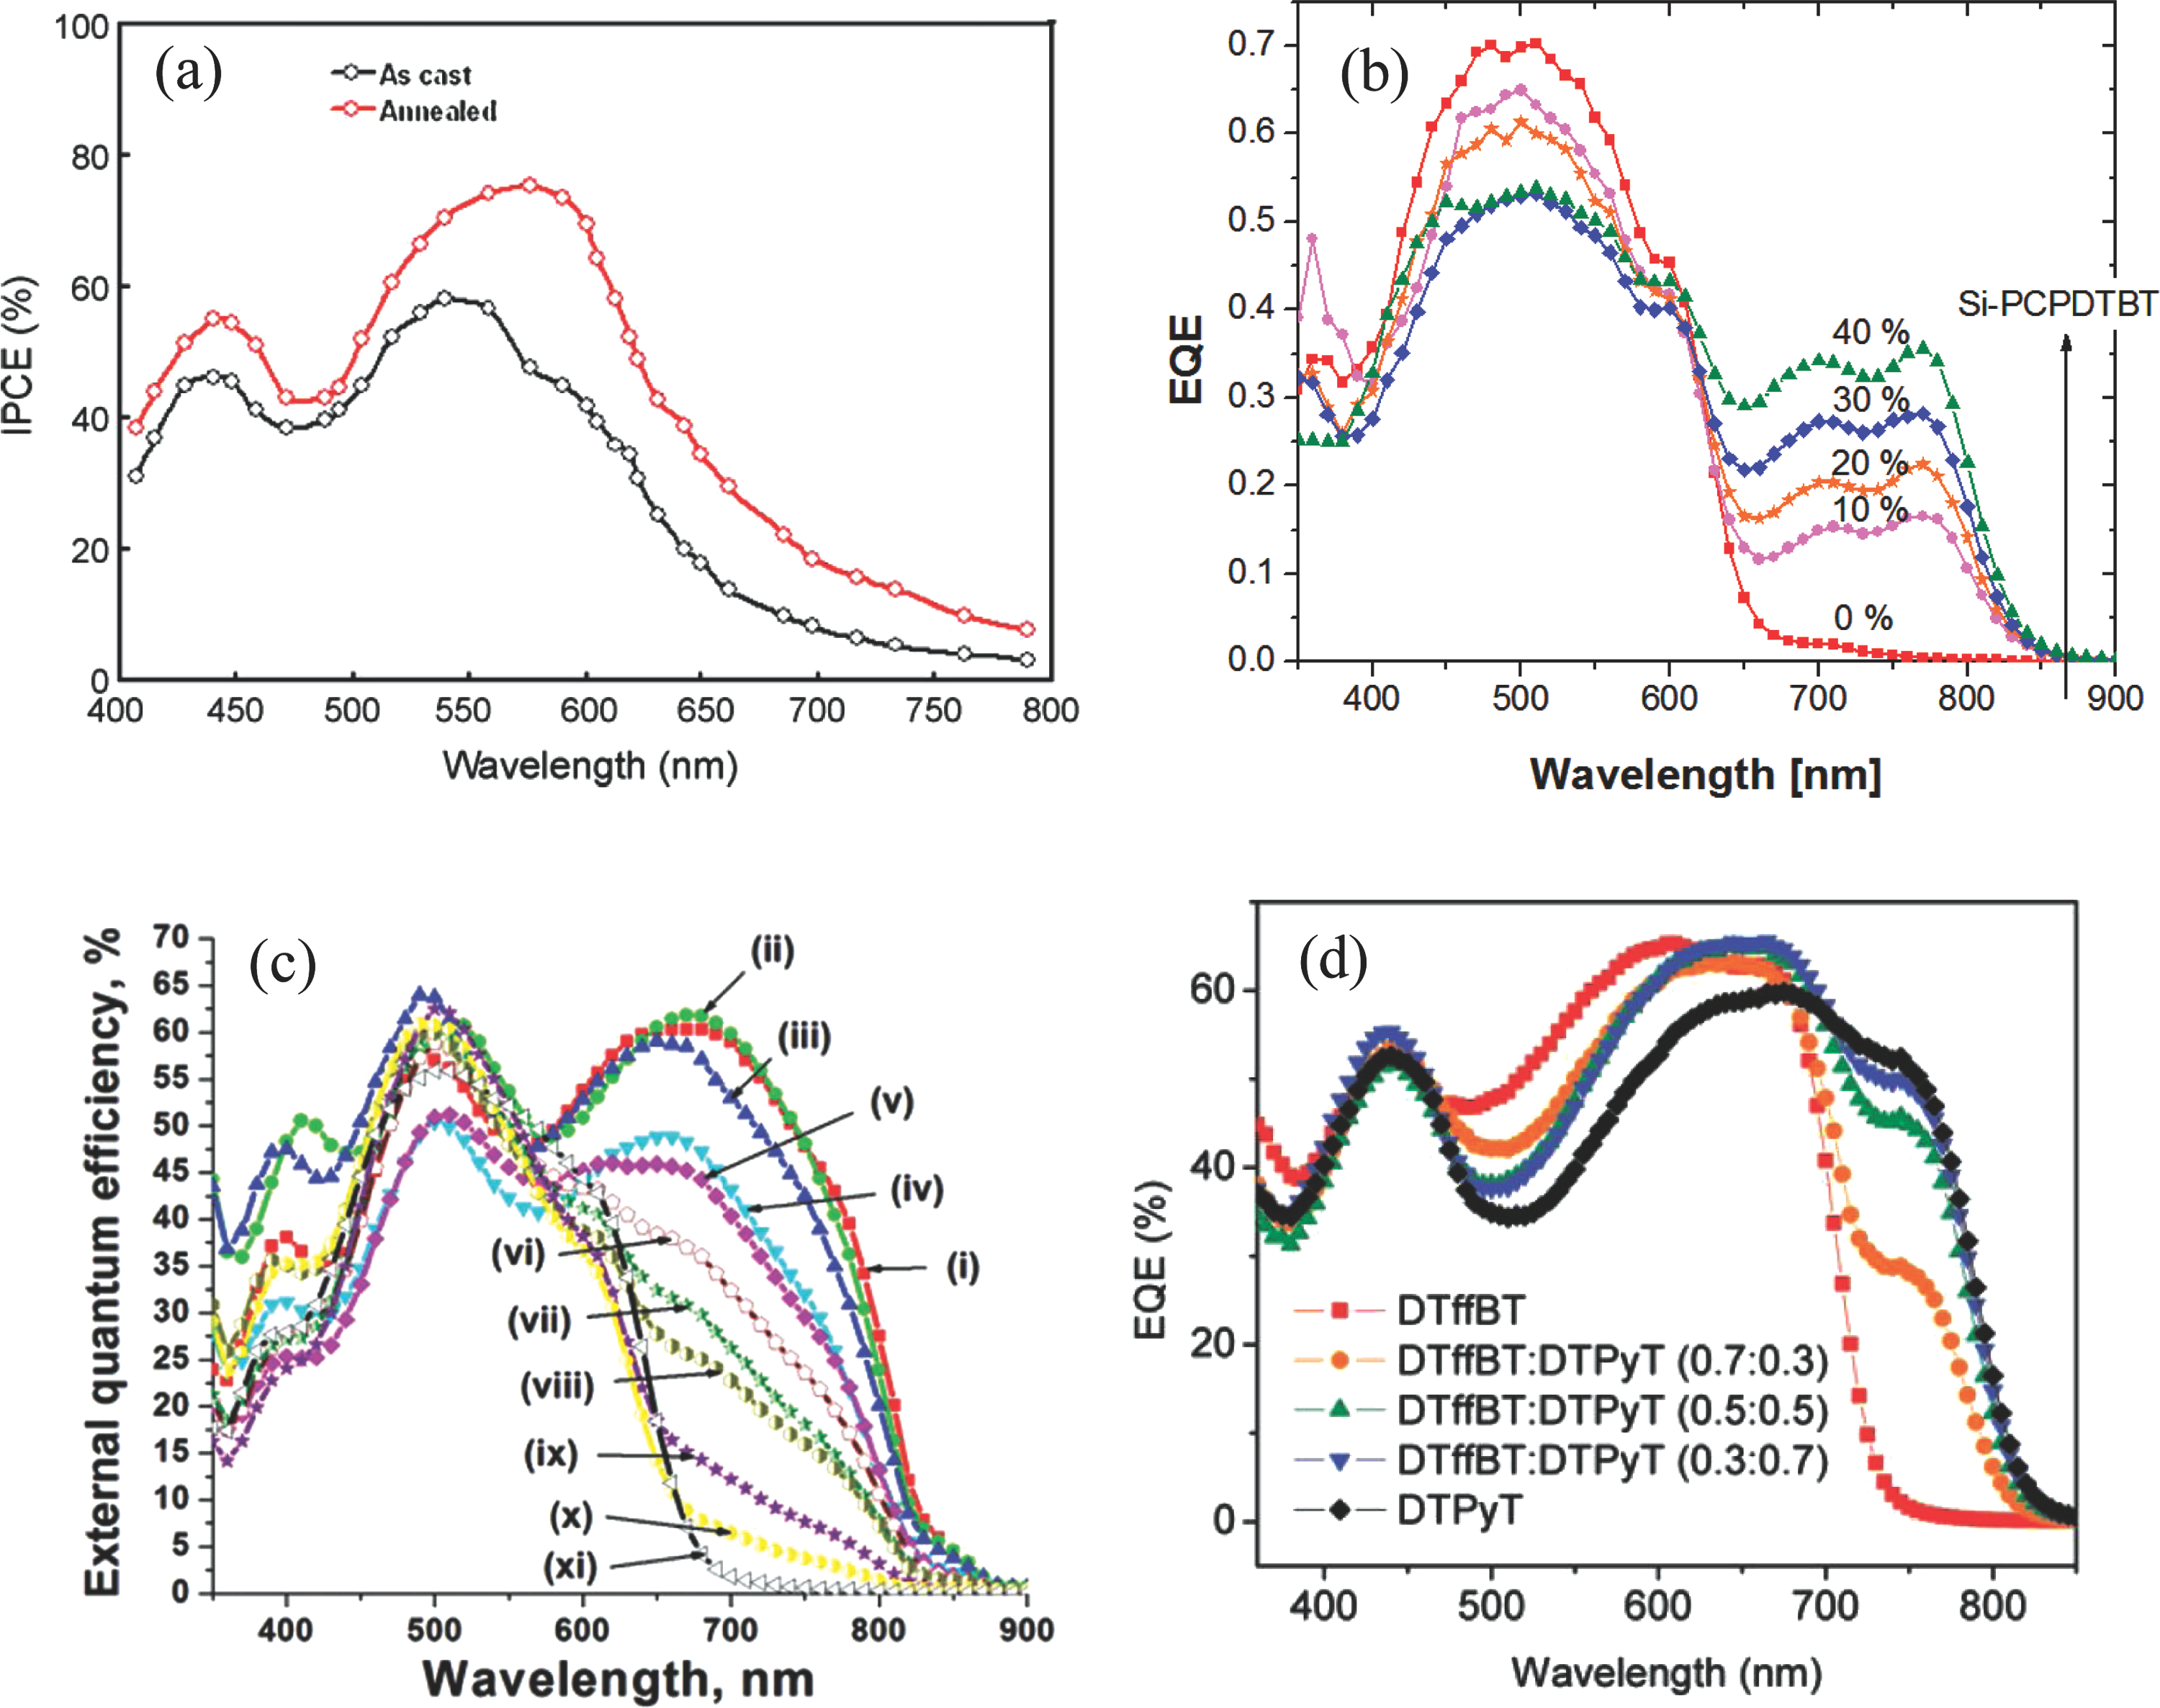 (a)
As cast
Annealed
100
80
60
40
20
0
IPCE (%)
400 450 500 550 600 650 700 750 800
Wavelength (nm)
(b)
0.7
0.6
0.5
0.4
0.3
0.2
0.1
0.0
EQE
Si-PCPDTBT
40 %
30 %
20 %
10 %
0 %
400 500 600 700 800 900
Wavelength [nm]
(c)
70
65
60
55
50
45
40
35
30
25
20
15
10
5
0
External quantum efficiency, %
(ii)
(iii)
(v)
(iv)
(i)
(vi)
(vii)
(viii)
(ix)
(x)
(xi)
400 500 600 700 800 900
Wavelength, nm
(d)
60
40
20
0
EQE (%)
DTffBT
DTffBT:DTPyT (0.7:0.3)
DTffBT:DTPyT (0.5:0.5)
DTffBT:DTPyT (0.3:0.7)
DTPyT
400 500 600 700 800
Wavelength (nm)